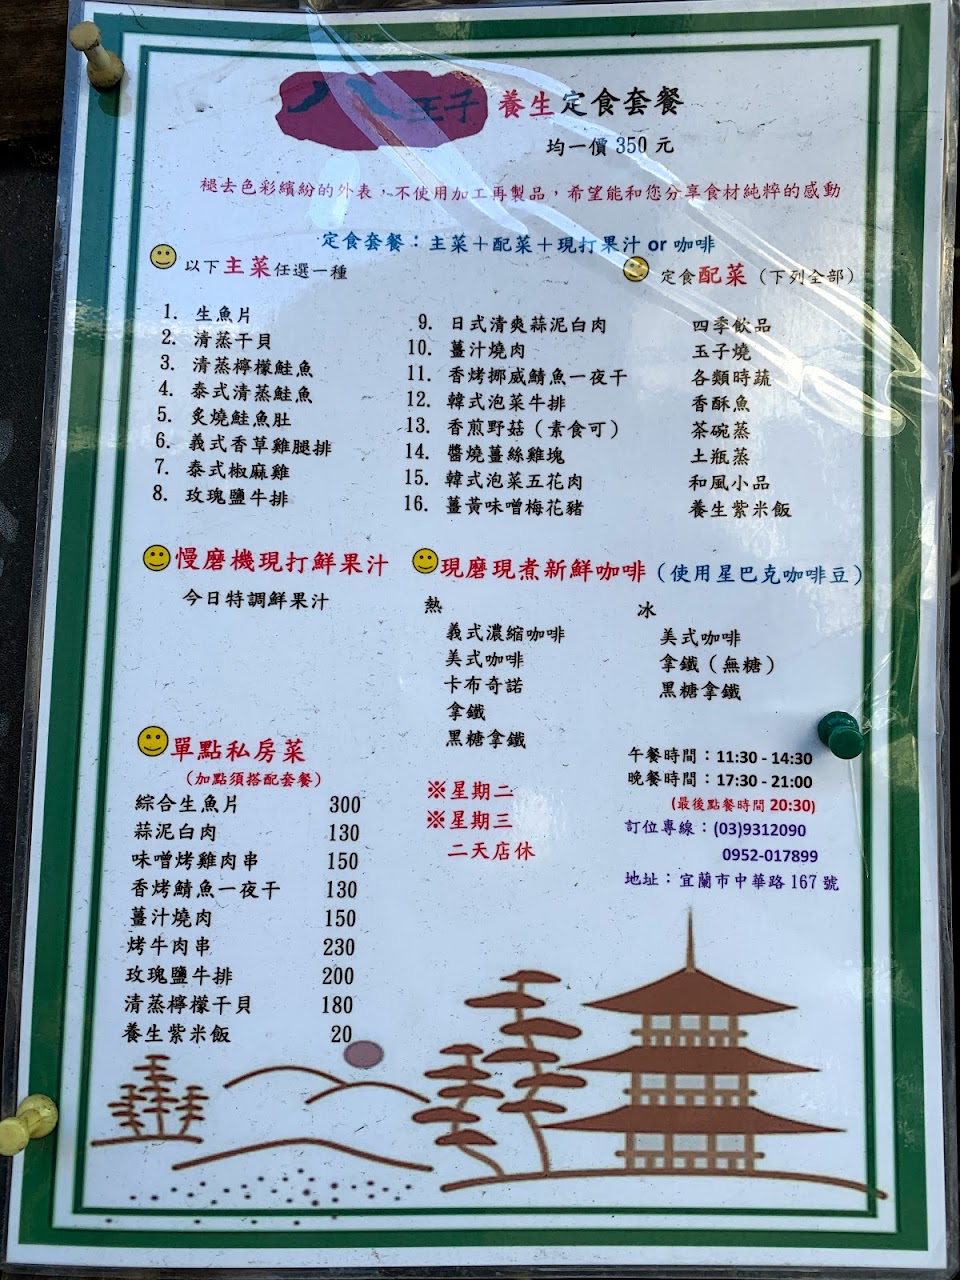 八王子 養生定食套餐
均一價 350 元
褪去色彩繽紛的外表,不使用加工再製品,希望能和您分享食材純粹的感動
定食套餐:主菜+配菜+現打果汁 or 咖啡
以下主菜任選一種
1. 生魚片
2. 清蒸干貝
3. 清蒸檸檬鮭魚
4. 泰式清蒸鮭魚
5. 炙燒鮭魚肚
6. 義式香草雞腿排
7. 泰式椒麻雞
8. 玫瑰鹽牛排
9. 日式清爽蒜泥白肉
10. 薑汁燒肉
11. 香烤挪威鯖魚一夜干
12. 韓式泡菜牛排
13. 香煎野菇(素食可)
14. 醬燒薑絲雞塊
15. 韓式泡菜五花肉
16. 薑黃味噌梅花豬
定食配菜(下列全部)
四季飲品
玉子燒
各類時蔬
香酥魚
茶碗蒸
土瓶蒸
和風小品
養生紫米飯
慢磨機現打鮮果汁
今日特調鮮果汁
現磨現煮新鮮咖啡(使用星巴克咖啡豆)
熱
義式濃縮咖啡
美式咖啡
卡布奇諾
拿鐵
黑糖拿鐵
冰
美式咖啡
拿鐵(無糖)
黑糖拿鐵
單點私房菜
(加點須搭配套餐)
綜合生魚片 300
蒜泥白肉 130
味噌烤雞肉串 150
香烤鯖魚一夜干 130
薑汁燒肉 150
烤牛肉串 230
玫瑰鹽牛排 200
清蒸檸檬干貝 180
養生紫米飯 20
※星期二
※星期三
二天店休
午餐時間:11:30 - 14:30
晚餐時間:17:30 - 21:00
(最後點餐時間 20:30)
訂位專線:(03)9312090
0952-017899
地址:宜蘭市中華路 167 號